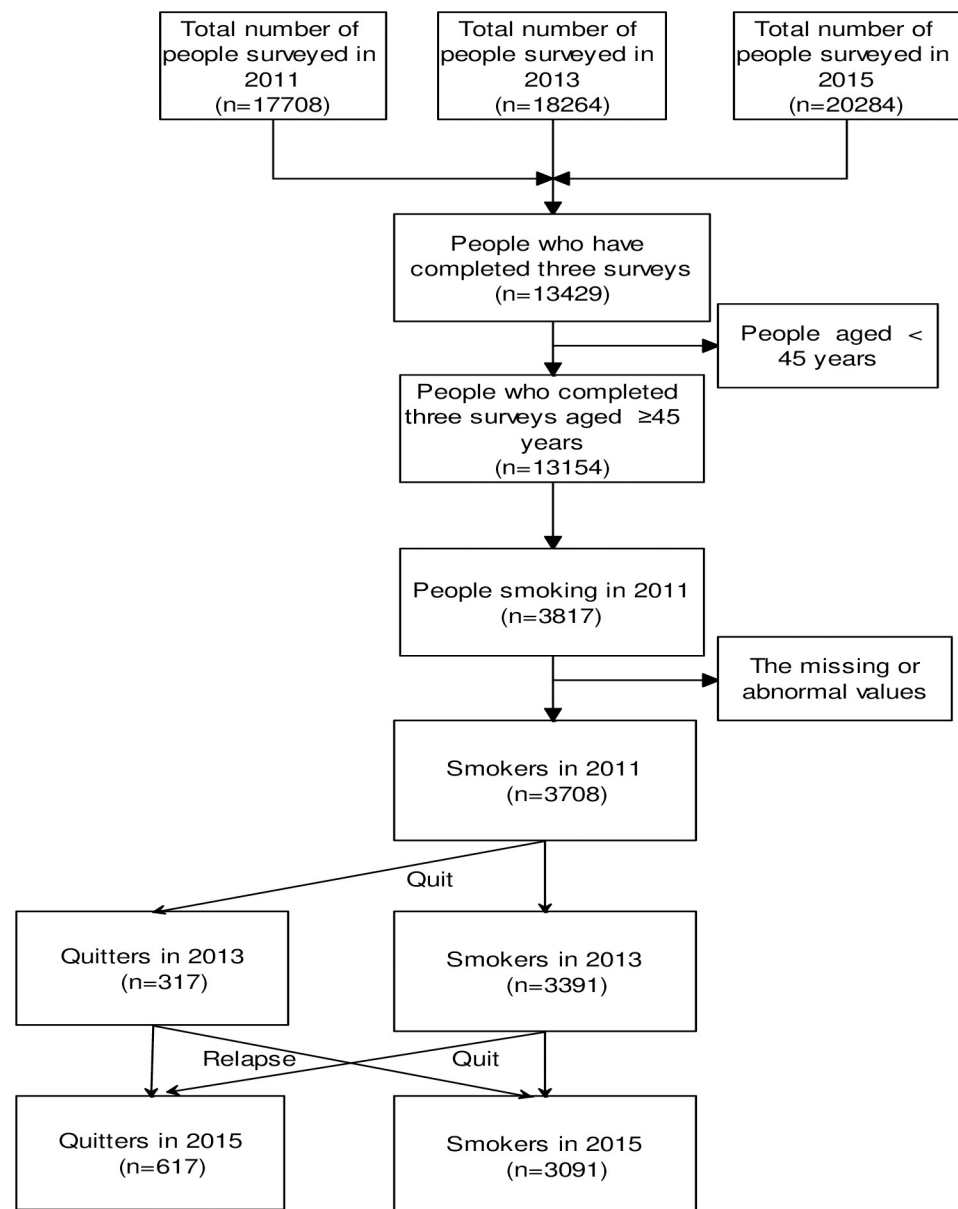 Total number of
people surveyed in
2011
(n=17708)
Total number of
people surveyed in
2013
(n=18264)
Total number of
people surveyed in
2015
(n=20284)
People who have
completed three surveys
(n=13429)
People aged <
45 years
People who completed
three surveys aged ≥45
years
(n=13154)
People smoking in 2011
(n=3817)
The missing or
abnormal values
Smokers in 2011
(n=3708)
Quit
Quitters in 2013
(n=317)
Smokers in 2013
(n=3391)
Relapse
Quit
Quitters in 2015
(n=617)
Smokers in 2015
(n=3091)